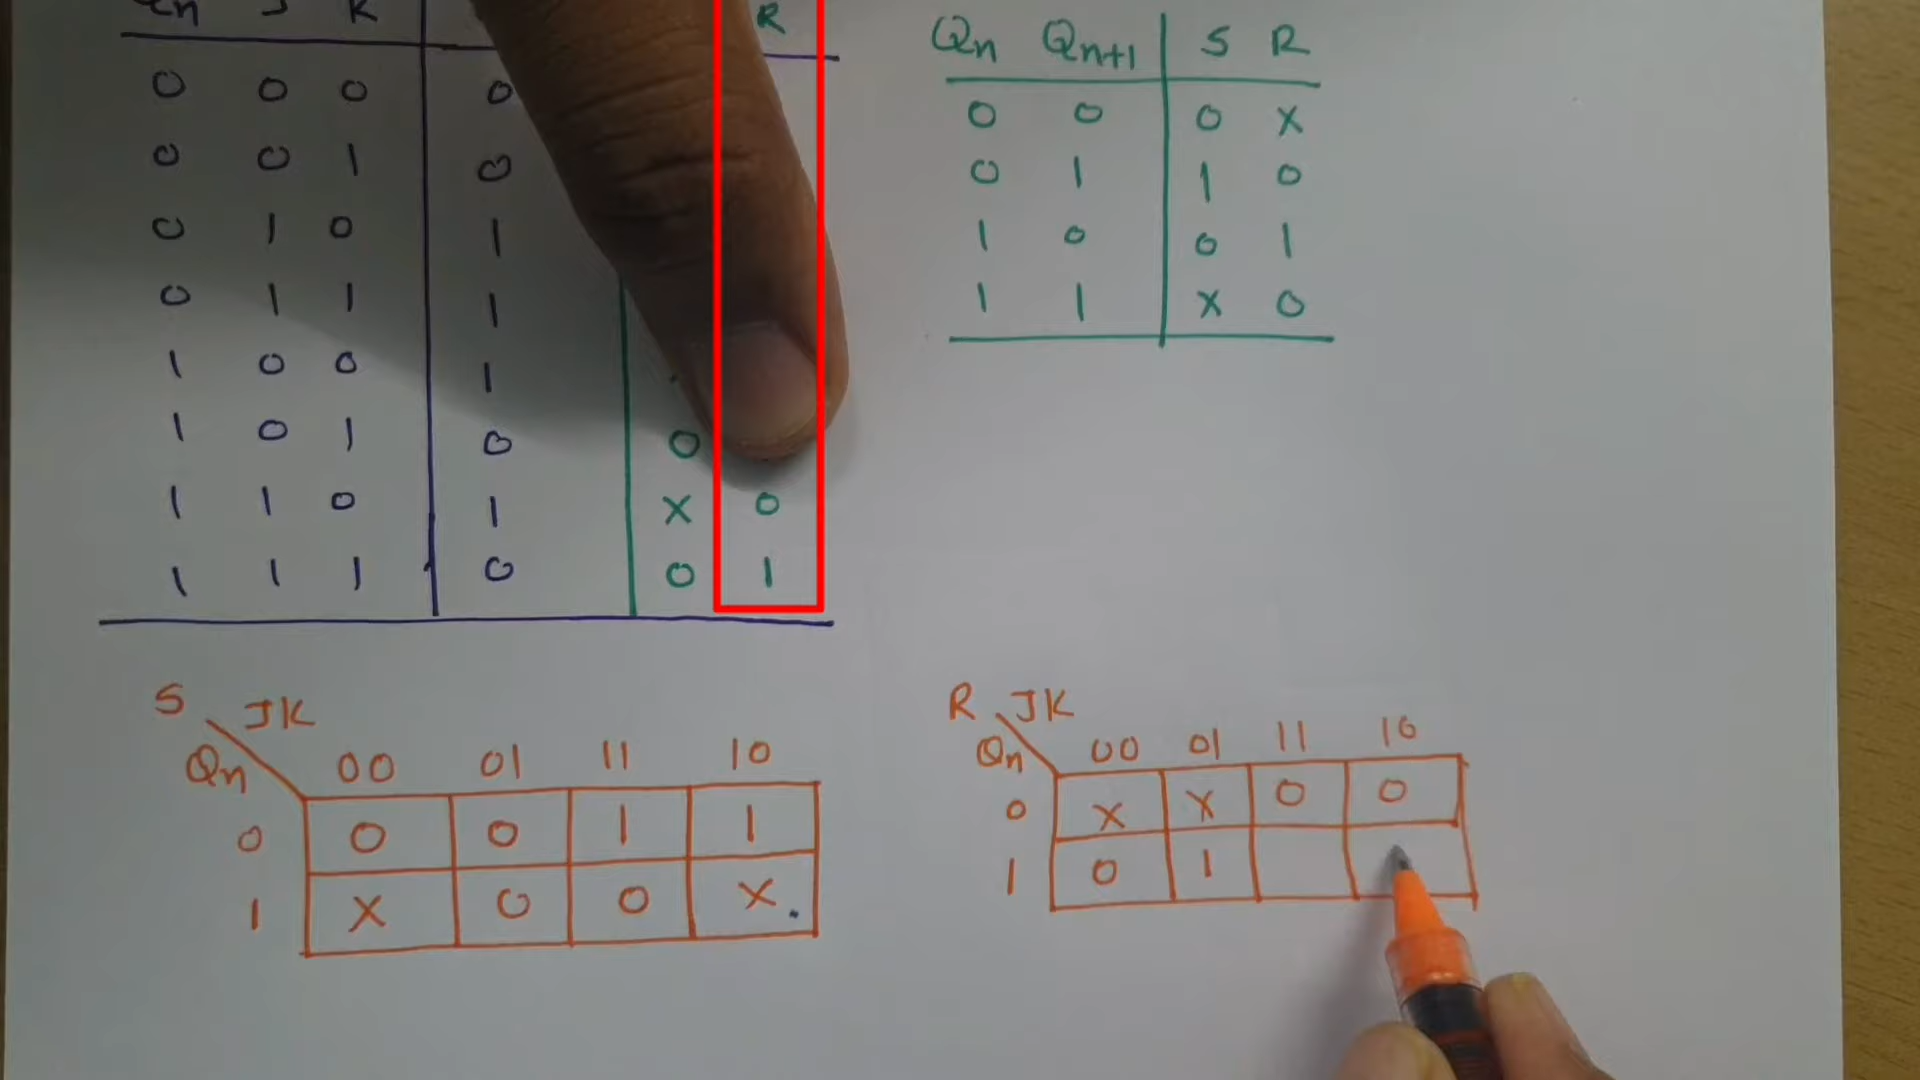 Qn J K R
0 0 0 0
0 0 1 0
0 1 0 1
0 1 1 1
1 0 0 1
1 0 1 0 0
1 1 0 1 X 0
1 1 1 0 0 1
Qn Qn+1 S R
0 0 0 X
0 1 1 0
1 0 0 1
1 1 X 0
S JK
Qn 00 01 11 10
0 0 0 1 1
1 X 0 0 X
R JK
Qn 00 01 11 10
0 X X 0 0
1 0 1